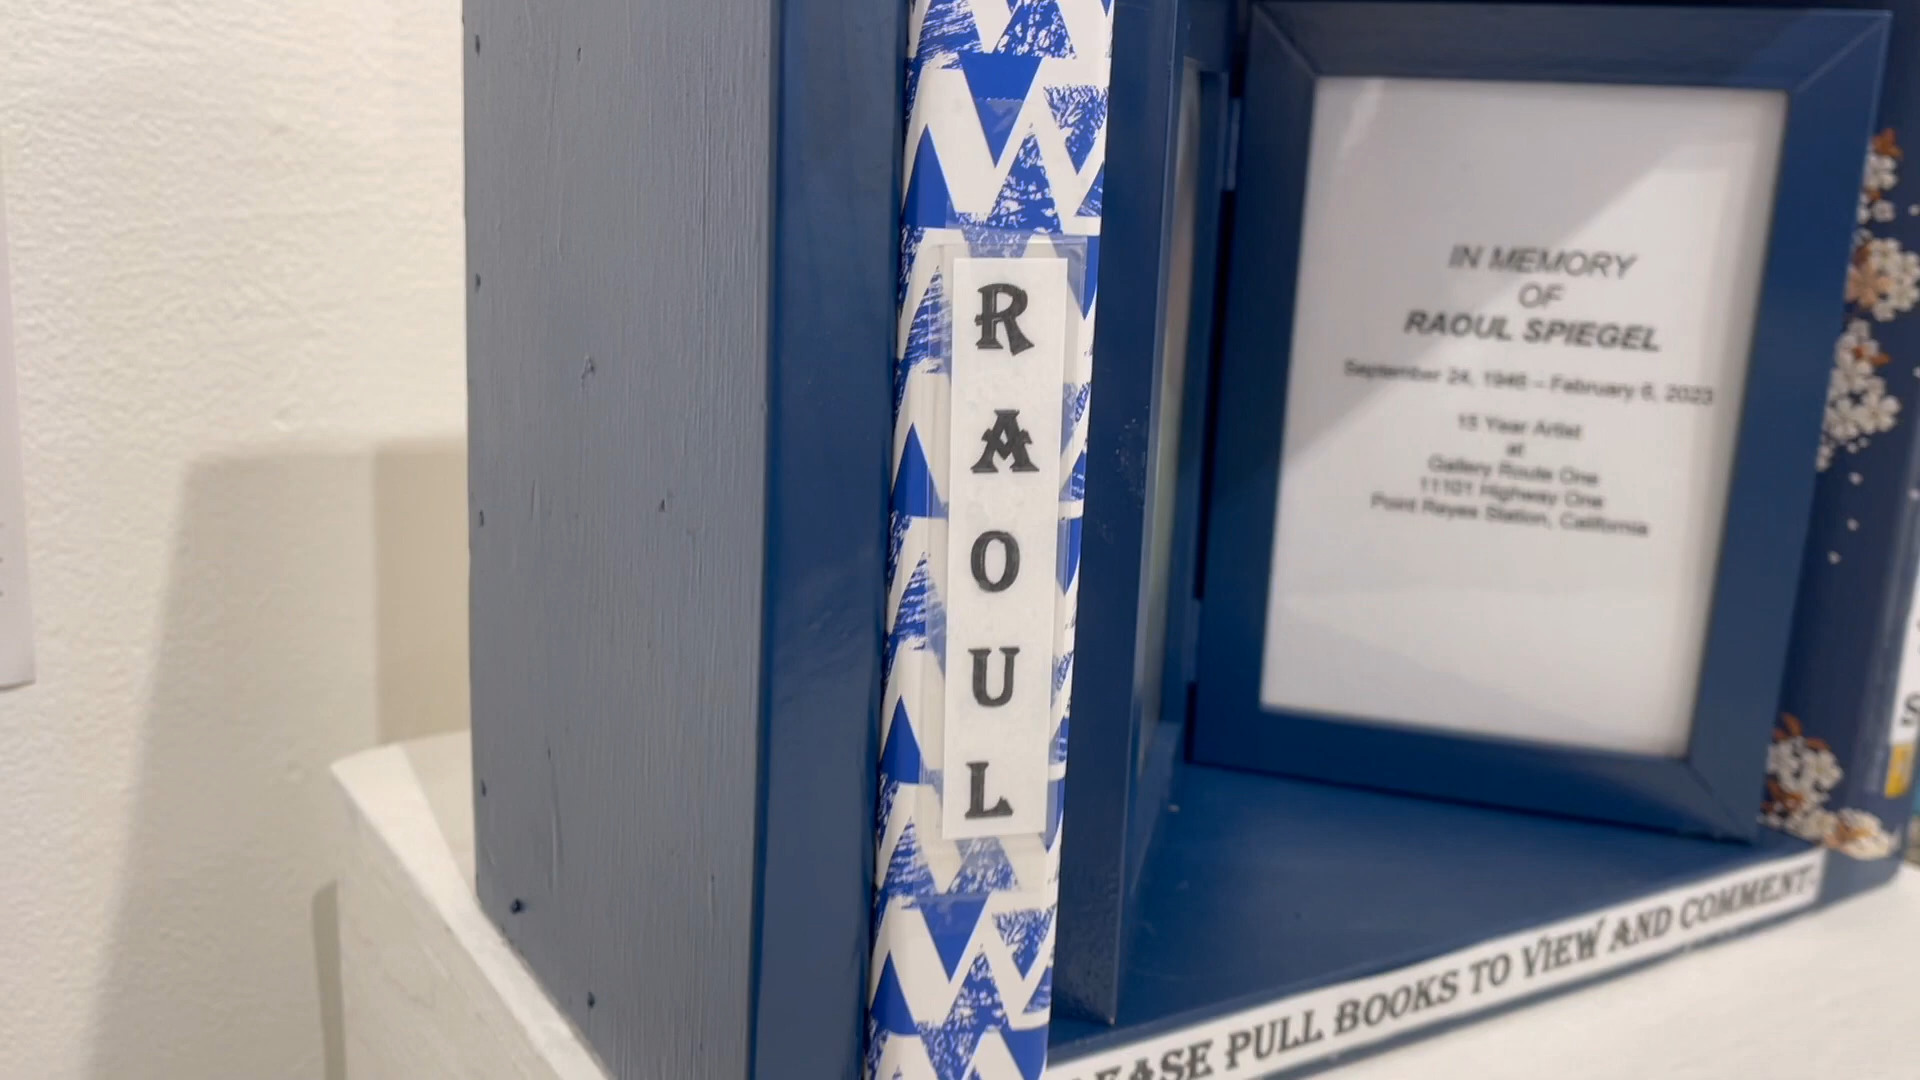 RAOUL
IN MEMORY
OF
RAOUL SPIEGEL
September 24, 1946 – February 6, 2023
15 Year Artist
at
Gallery Route One
11101 Highway One
Point Reyes Station, California
PULL BOOKS TO VIEW AND COMMENT